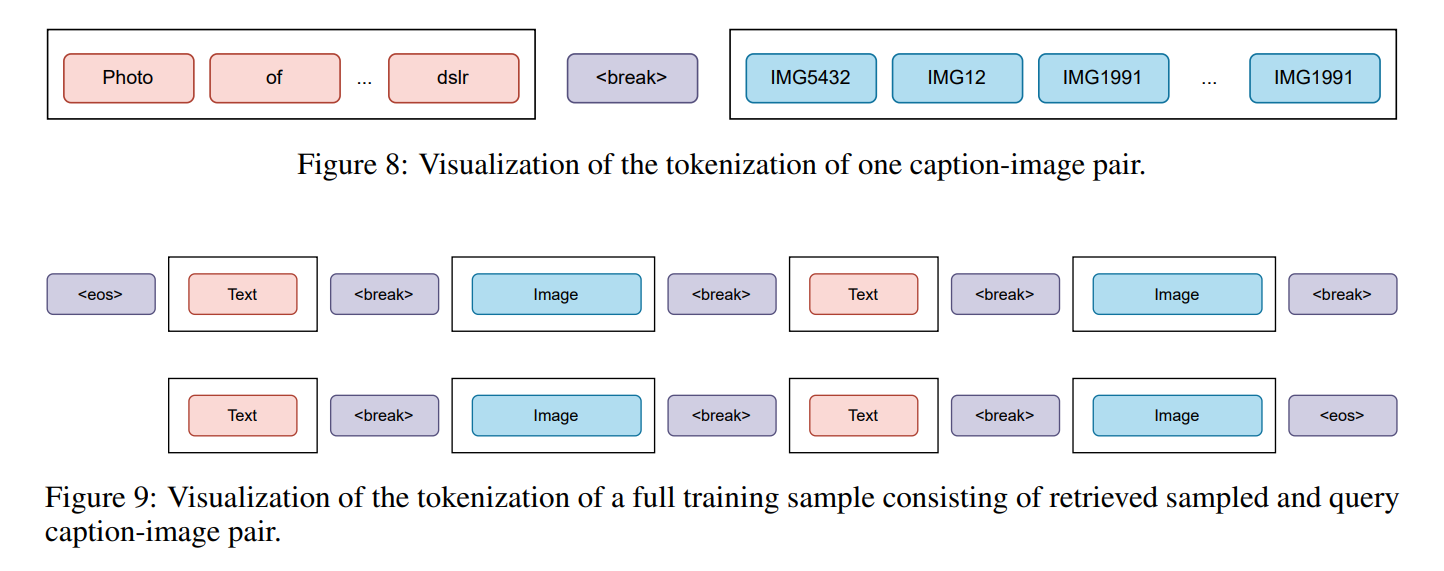 Photo of ... dslr <break> IMG5432 IMG12 IMG1991 ... IMG1991
Figure 8: Visualization of the tokenization of one caption-image pair.
<eos> Text <break> Image <break> Text <break> Image <break>
Text <break> Image <break> Text <break> Image <eos>
Figure 9: Visualization of the tokenization of a full training sample consisting of retrieved sampled and query
caption-image pair.